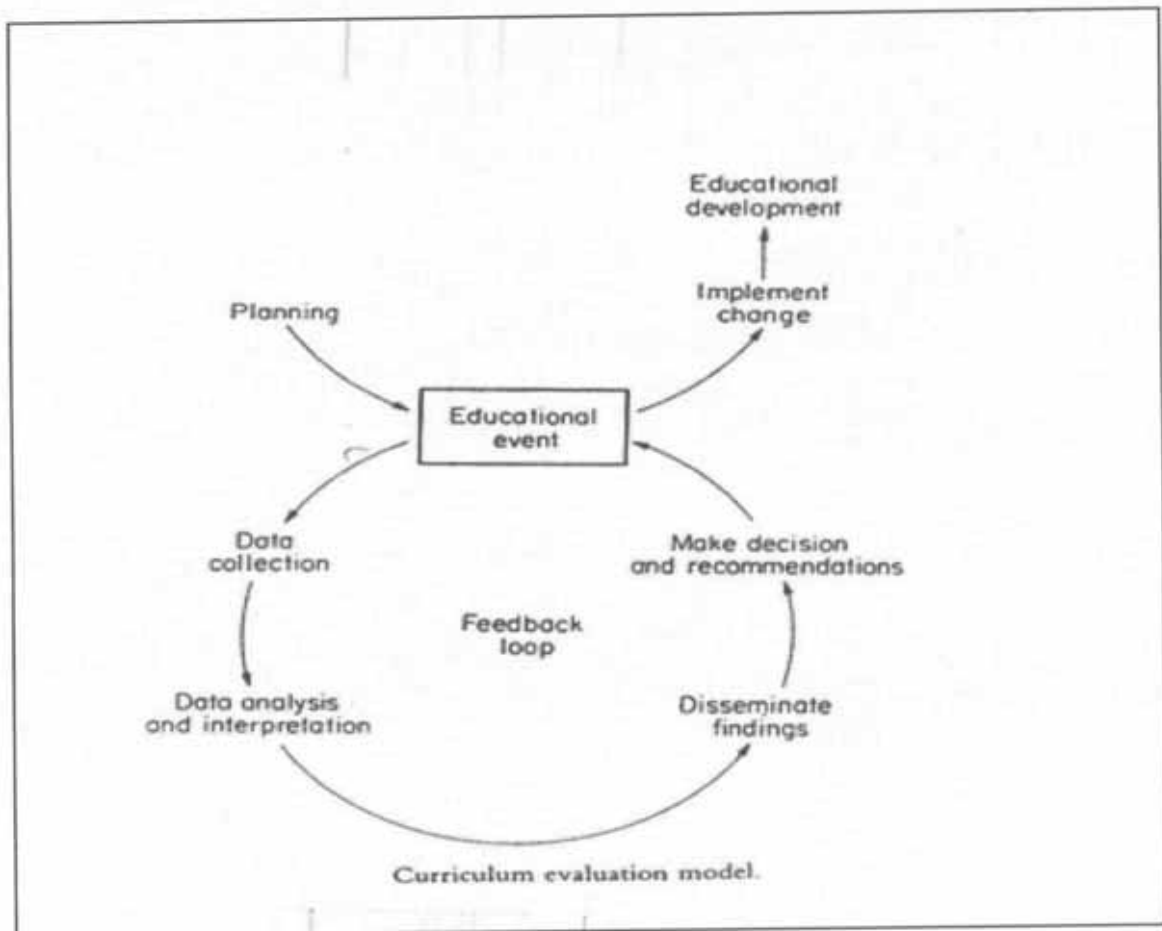 Educational
development
Implement
change
Planning
Educational
event
Data
collection
Make decision
and recommendations
Feedback
loop
Data analysis
and interpretation
Disseminate
findings
Curriculum evaluation model.